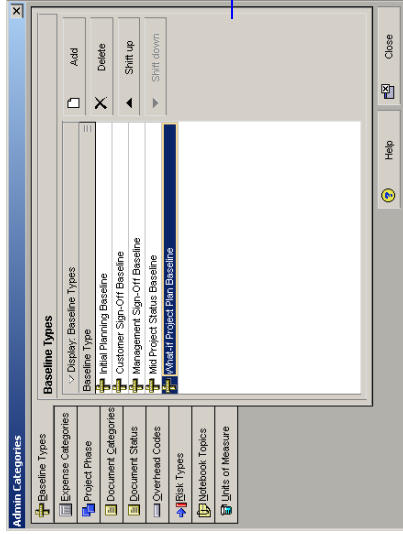 Admin Categories
Baseline Types
Expense Categories
Project Phase
Document Categories
Document Status
Overhead Codes
Risk Types
Notebook Topics
Units of Measure
Baseline Types
Display: Baseline Types
Baseline Type
Initial Planning Baseline
Customer Sign-Off Baseline
Management Sign-Off Baseline
Mid Project Status Baseline
What-If Project Plan Baseline
Add
Delete
Shift up
Shift down
Help
Close